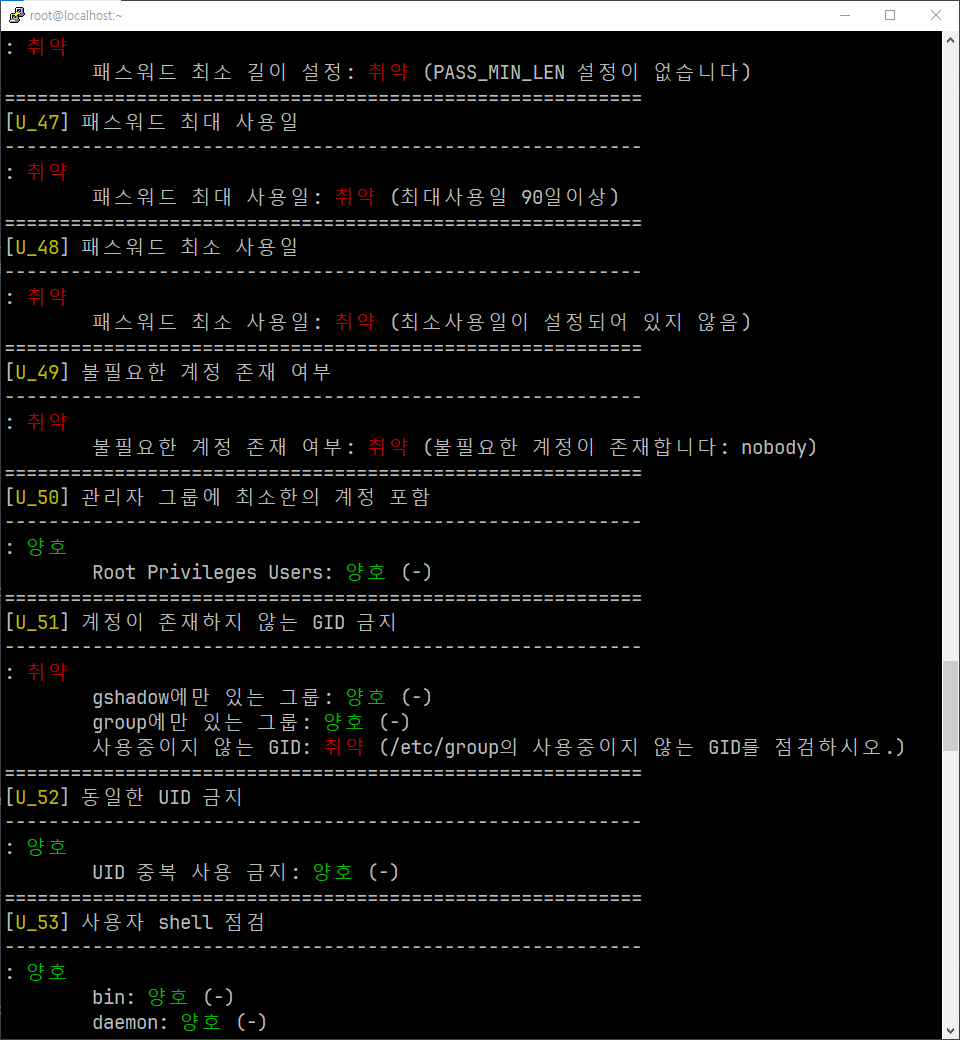 root@localhost:~
: 취약
패스워드 최소 길이 설정: 취약 (PASS_MIN_LEN 설정이 없습니다)
==========================================================
[U_47] 패스워드 최대 사용일
----------------------------------------------------------
: 취약
패스워드 최대 사용일: 취약 (최대사용일 90일이상)
==========================================================
[U_48] 패스워드 최소 사용일
----------------------------------------------------------
: 취약
패스워드 최소 사용일: 취약 (최소사용일이 설정되어 있지 않음)
==========================================================
[U_49] 불필요한 계정 존재 여부
----------------------------------------------------------
: 취약
불필요한 계정 존재 여부: 취약 (불필요한 계정이 존재합니다: nobody)
==========================================================
[U_50] 관리자 그룹에 최소한의 계정 포함
----------------------------------------------------------
: 양호
Root Privileges Users: 양호 (-)
==========================================================
[U_51] 계정이 존재하지 않는 GID 금지
----------------------------------------------------------
: 취약
gshadow에만 있는 그룹: 양호 (-)
group에만 있는 그룹: 양호 (-)
사용중이지 않는 GID: 취약 (/etc/group의 사용중이지 않는 GID를 점검하시오.)
==========================================================
[U_52] 동일한 UID 금지
----------------------------------------------------------
: 양호
UID 중복 사용 금지: 양호 (-)
==========================================================
[U_53] 사용자 shell 점검
----------------------------------------------------------
: 양호
bin: 양호 (-)
daemon: 양호 (-)